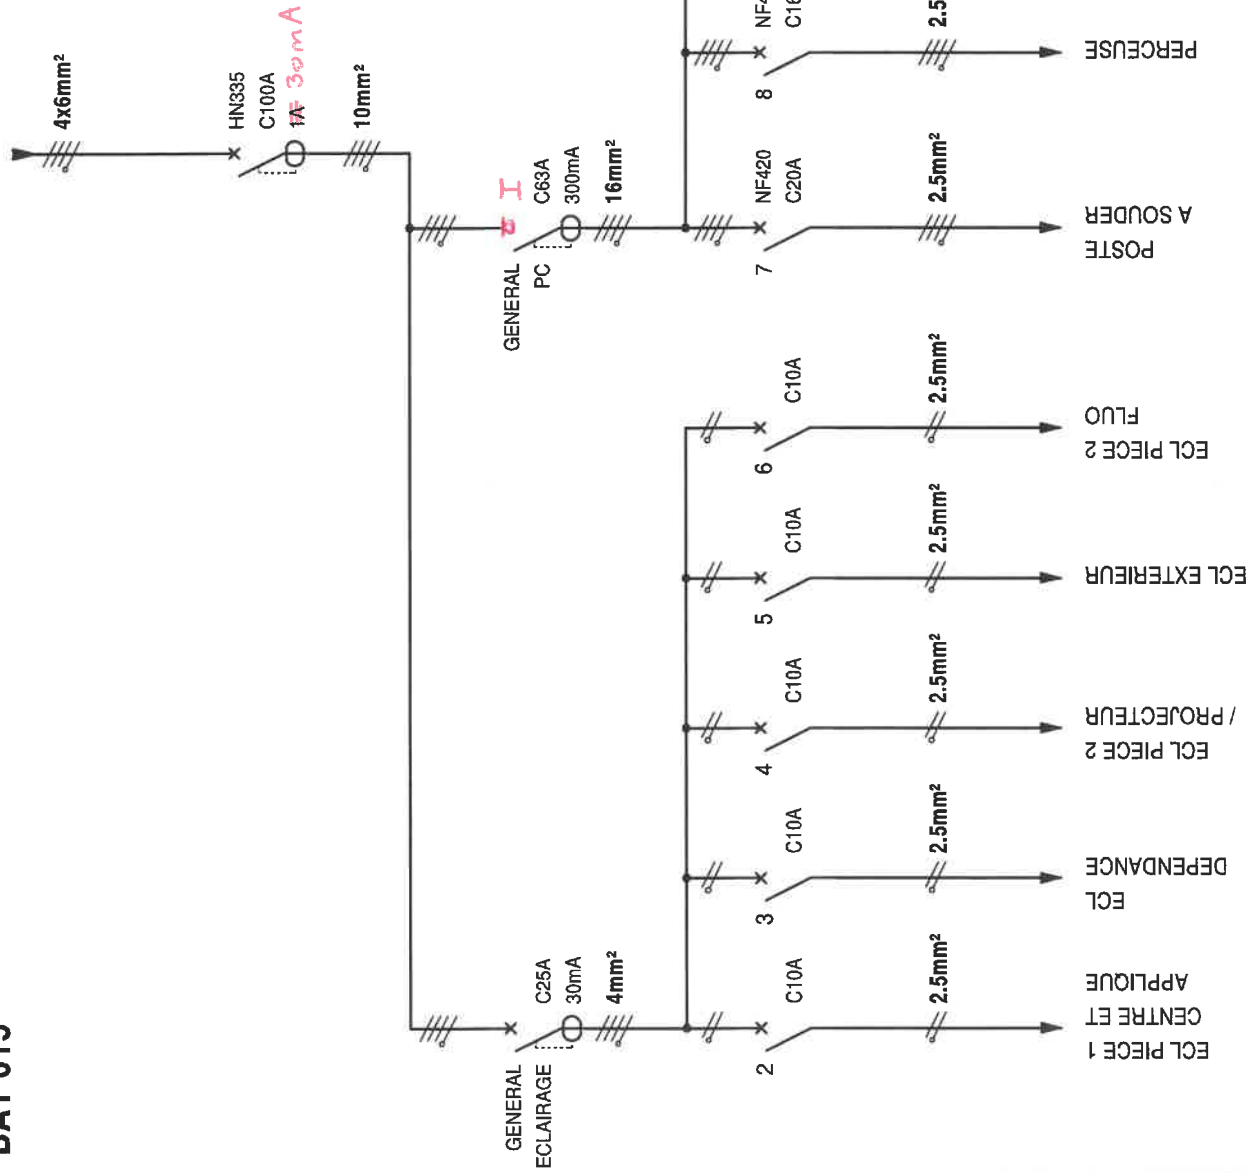 4x6mm²
HN335
C100A
1A
30mA
10mm²
GENERAL
PC
I
C63A
300mA
16mm²
GENERAL
ECLAIRAGE
C25A
30mA
4mm²
2
C10A
2.5mm²
ECL PIECE 1
CENTRE ET
APPLIQUE
3
C10A
2.5mm²
ECL
DEPENDANCE
4
C10A
2.5mm²
ECL PIECE 2
/ PROJECTEUR
5
C10A
2.5mm²
ECL EXTERIEUR
6
C10A
2.5mm²
ECL PIECE 2
FLUO
7
NF420
C20A
2.5mm²
POSTE
A SOUDER
8
PERCEUSE